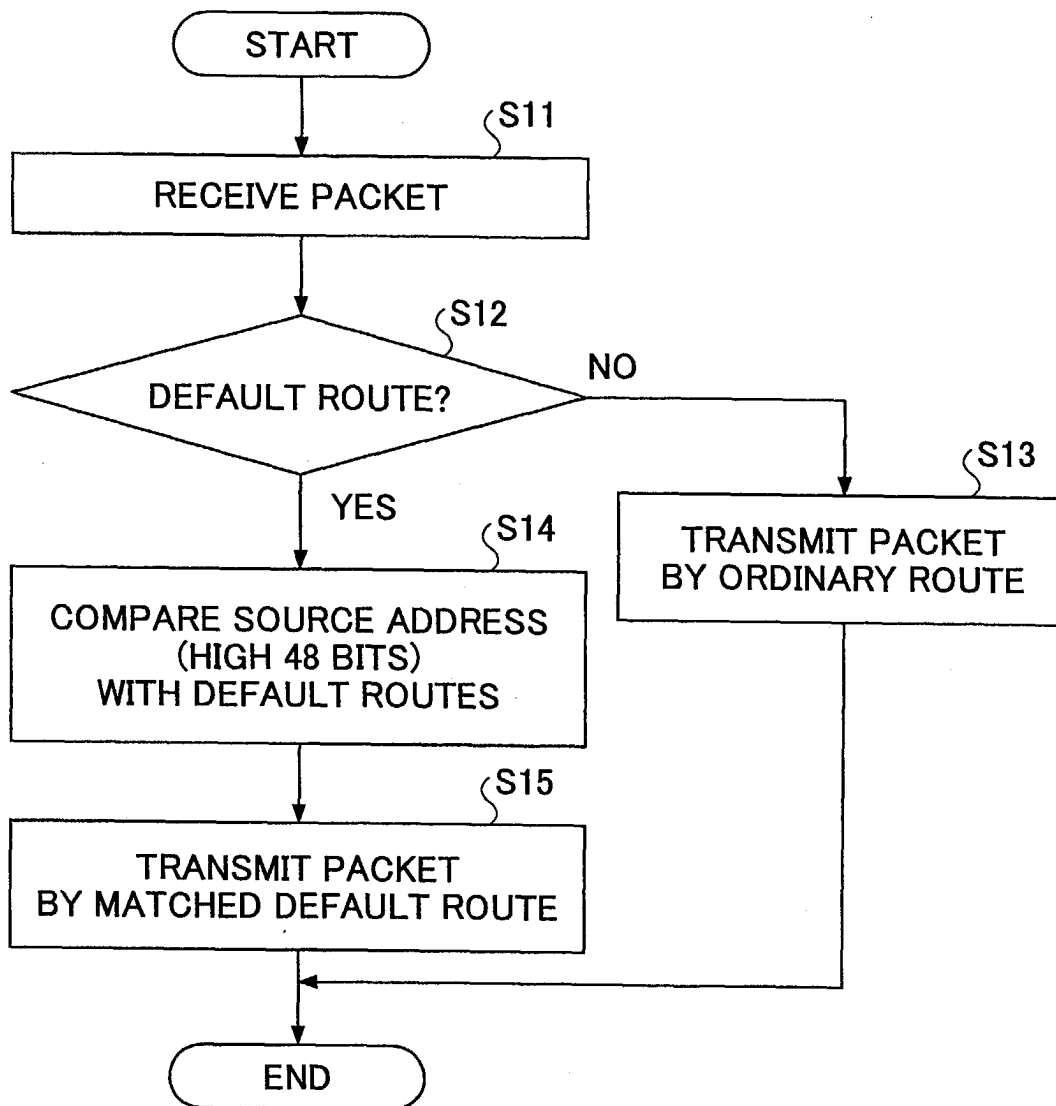 START
S11
RECEIVE PACKET
S12
DEFAULT ROUTE?
NO
YES
S13
TRANSMIT PACKET
BY ORDINARY ROUTE
S14
COMPARE SOURCE ADDRESS
(HIGH 48 BITS)
WITH DEFAULT ROUTES
S15
TRANSMIT PACKET
BY MATCHED DEFAULT ROUTE
END